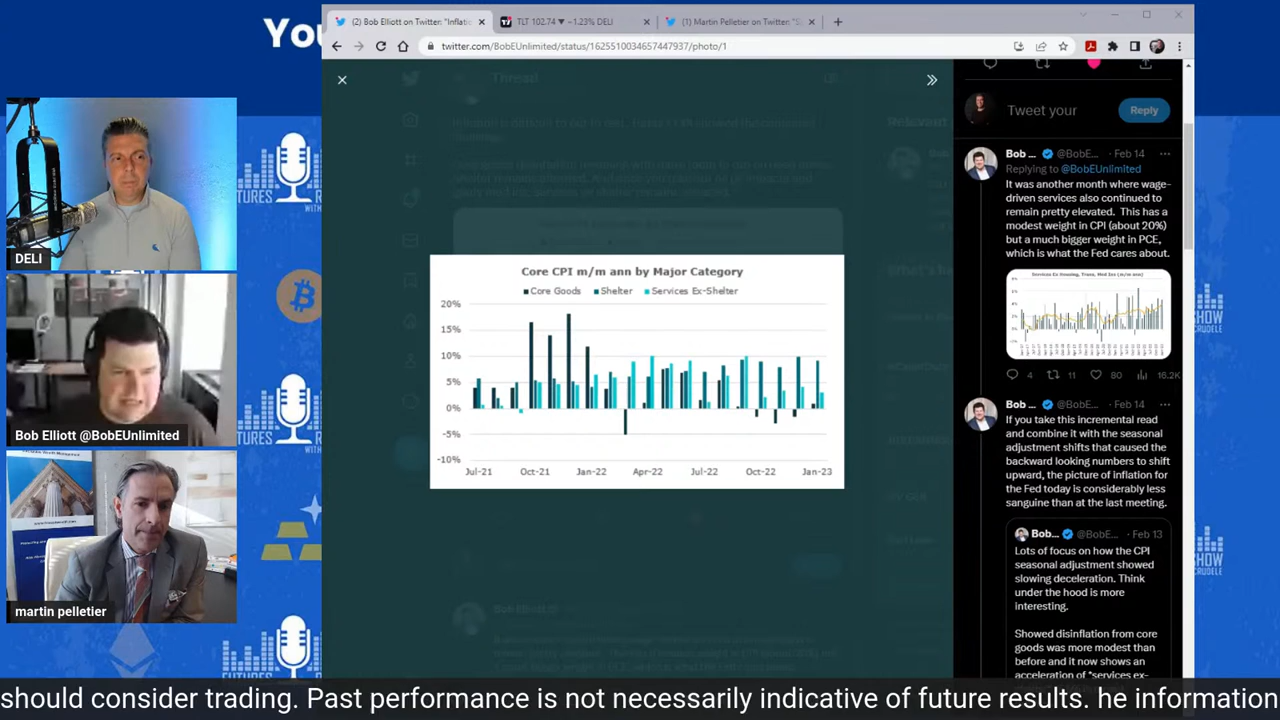 You
(2) Bob Elliott on Twitter: "Inflatio
TLT 102.74 ▼ −1.23% DELI
(1) Martin Pelletier on Twitter: "S
twitter.com/BobEUnlimited/status/1625510034657447937/photo/1
Thread
Core CPI m/m ann by Major Category
Core Goods
Shelter
Services Ex-Shelter
20%
15%
10%
5%
0%
-5%
-10%
Jul-21
Oct-21
Jan-22
Apr-22
Jul-22
Oct-22
Jan-23
Tweet your
Reply
Bob ... @BobE... · Feb 14
Replying to @BobEUnlimited
It was another month where wage-
driven services also continued to
remain pretty elevated. This has a
modest weight in CPI (about 20%)
but a much bigger weight in PCE,
which is what the Fed cares about.
Services Ex Housing, Trans, Med Ins (m/m ann)
4
11
80
16.2K
Bob ... @BobE... · Feb 14
If you take this incremental read
and combine it with the seasonal
adjustment shifts that caused the
backward looking numbers to shift
upward, the picture of inflation for
the Fed today is considerably less
sanguine than at the last meeting.
Bob... @BobE... · Feb 13
Lots of focus on how the CPI
seasonal adjustment showed
slowing deceleration. Think
under the hood is more
interesting.
Showed disinflation from core
goods was more modest than
before and it now shows an
acceleration of "services ex-
DELI
Bob Elliott @BobEUnlimited
martin pelletier
SHOW
CRUDELE
should consider trading. Past performance is not necessarily indicative of future results. he information